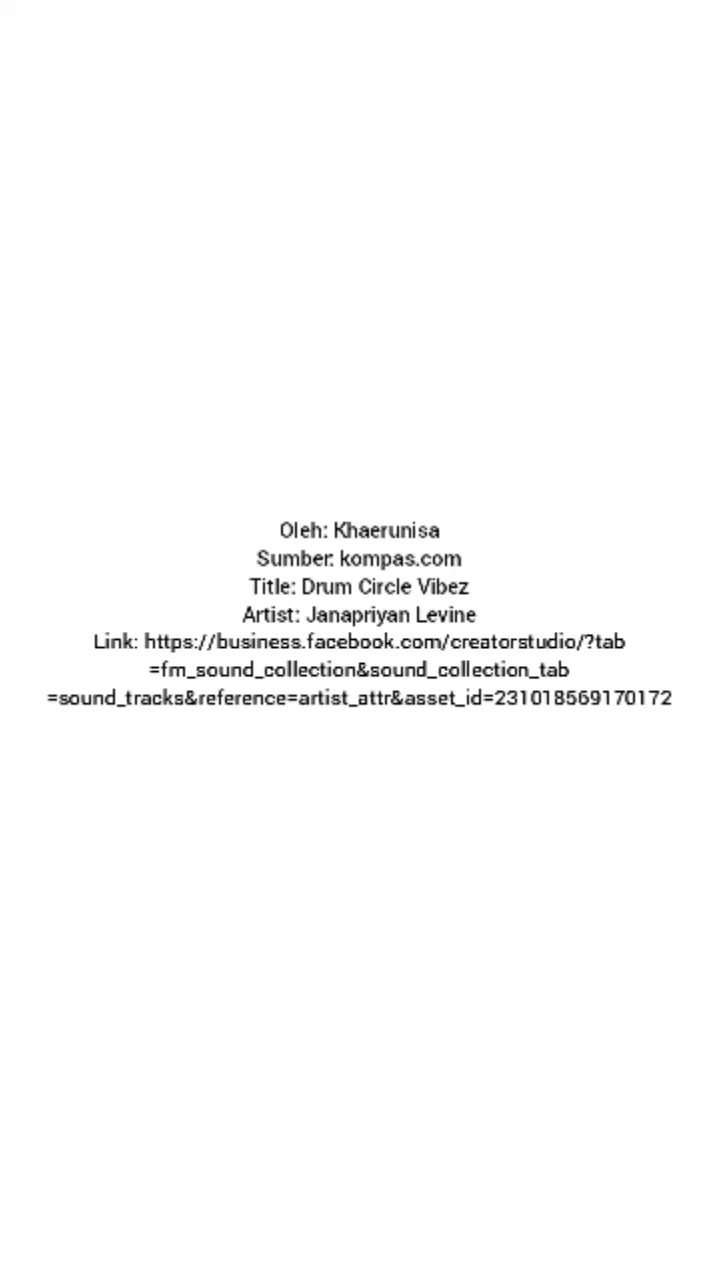 Oleh: Khaerunisa
Sumber: kompas.com
Title: Drum Circle Vibez
Artist: Janapriyan Levine
Link: https://business.facebook.com/creatorstudio/?tab
=fm_sound_collection&sound_collection_tab
=sound_tracks&reference=artist_attr&asset_id=231018569170172